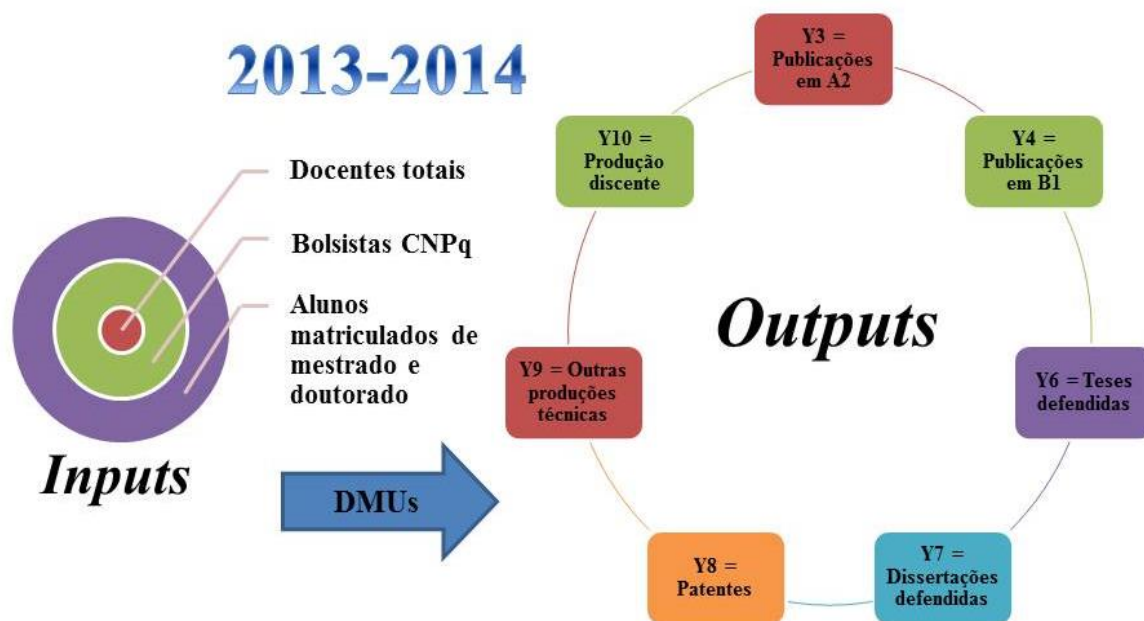 2013-2014
Docentes totais
Bolsistas CNPq
Alunos
matriculados de
mestrado e
doutorado
Inputs
DMUs
Y3 =
Publicações
em A2
Y4 =
Publicações
em B1
Y6 = Teses
defendidas
Y7 =
Dissertações
defendidas
Y8 =
Patentes
Y9 = Outras
produções
técnicas
Y10 =
Produção
discente
Outputs